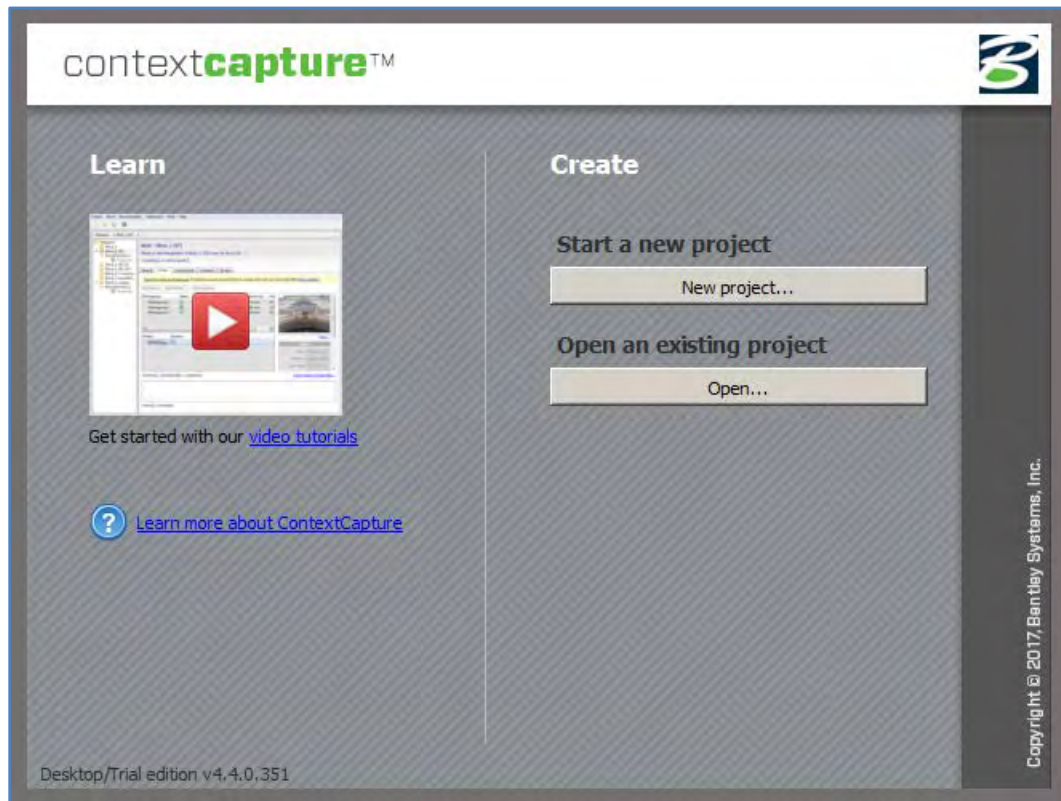 contextcapture™
Learn
Get started with our video tutorials
? Learn more about ContextCapture
Create
Start a new project
New project...
Open an existing project
Open...
Desktop/Trial edition v4.4.0.351
Copyright © 2017, Bentley Systems, Inc.